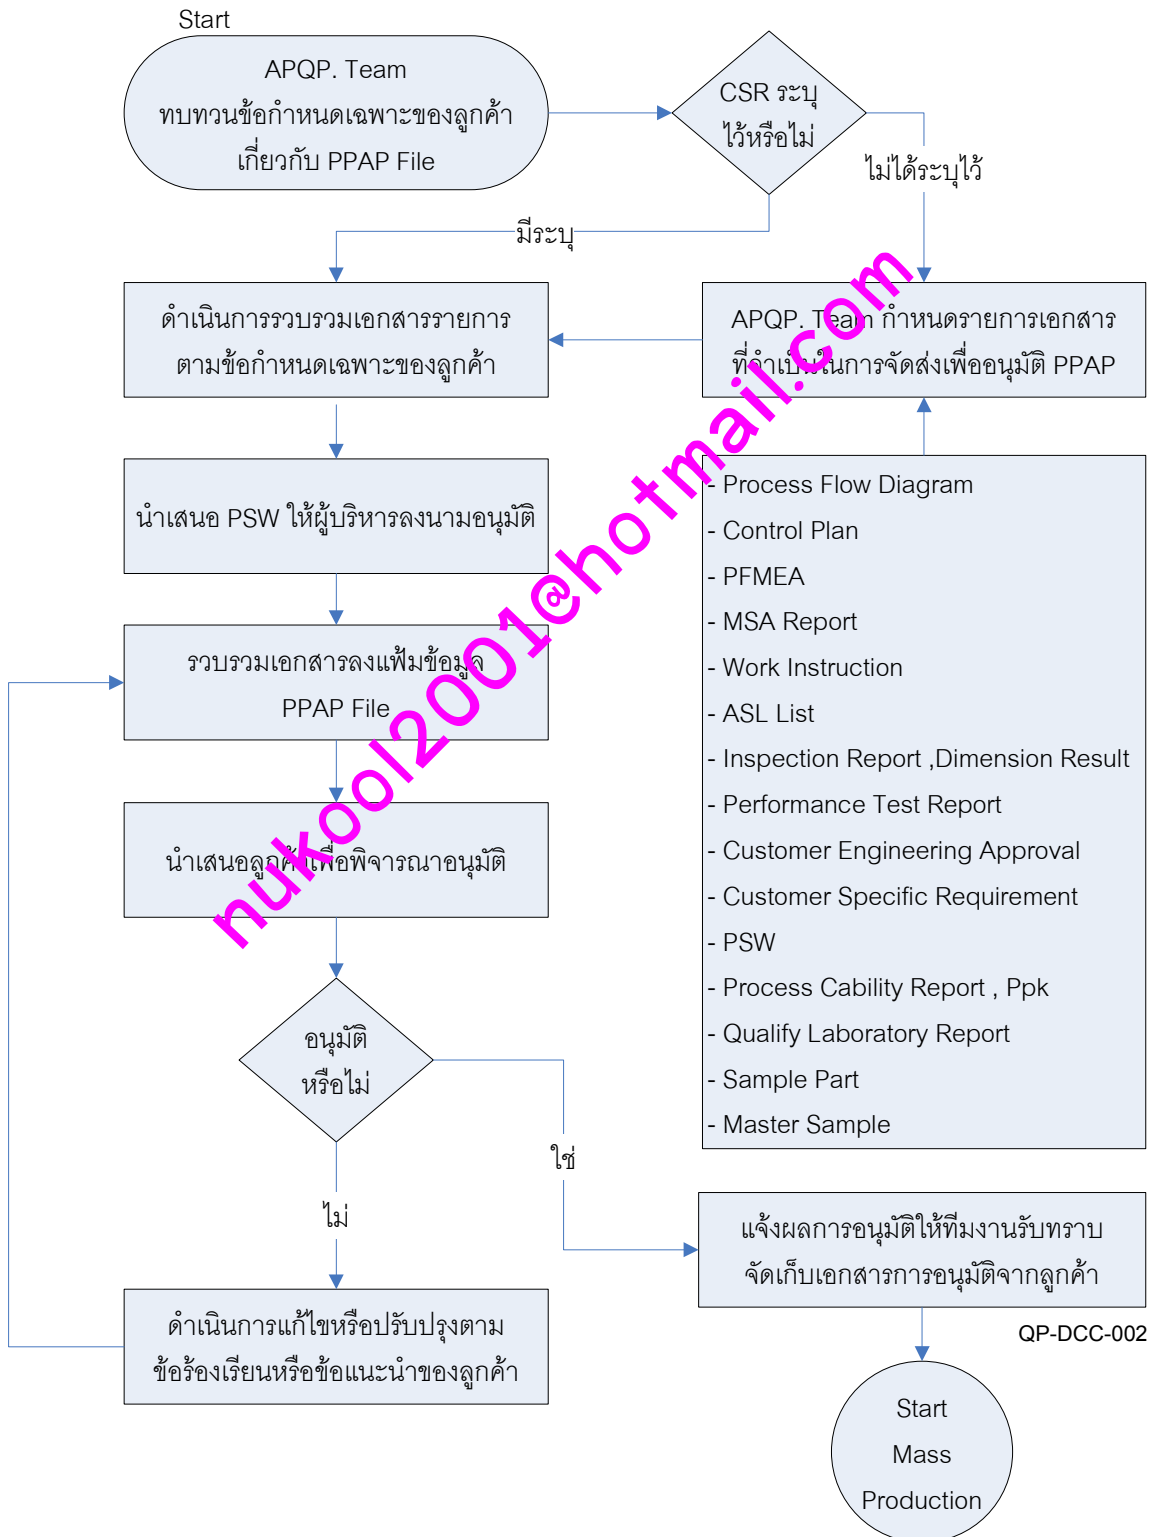 Start
APQP. Team
ทบทวนข้อกำหนดเฉพาะของลูกค้า
เกี่ยวกับ PPAP File
CSR ระบุ
ไว้หรือไม่
ไม่ได้ระบุไว้
มีระบุ
ดำเนินการรวบรวมเอกสารรายการ
ตามข้อกำหนดเฉพาะของลูกค้า
APQP. Team กำหนดรายการเอกสาร
ที่จำเป็นในการจัดส่งเพื่ออนุมัติ PPAP
นำเสนอ PSW ให้ผู้บริหารลงนามอนุมัติ
รวบรวมเอกสารลงแฟ้มข้อมูล
PPAP File
นำเสนอลูกค้าเพื่อพิจารณาอนุมัติ
- Process Flow Diagram
- Control Plan
- PFMEA
- MSA Report
- Work Instruction
- ASL List
- Inspection Report ,Dimension Result
- Performance Test Report
- Customer Engineering Approval
- Customer Specific Requirement
- PSW
- Process Cability Report , Ppk
- Qualify Laboratory Report
- Sample Part
- Master Sample
อนุมัติ
หรือไม่
ใช่
ไม่
แจ้งผลการอนุมัติให้ทีมงานรับทราบ
จัดเก็บเอกสารการอนุมัติจากลูกค้า
QP-DCC-002
ดำเนินการแก้ไขหรือปรับปรุงตาม
ข้อร้องเรียนหรือข้อแนะนำของลูกค้า
Start
Mass
Production
nukool2001@hotmail.com